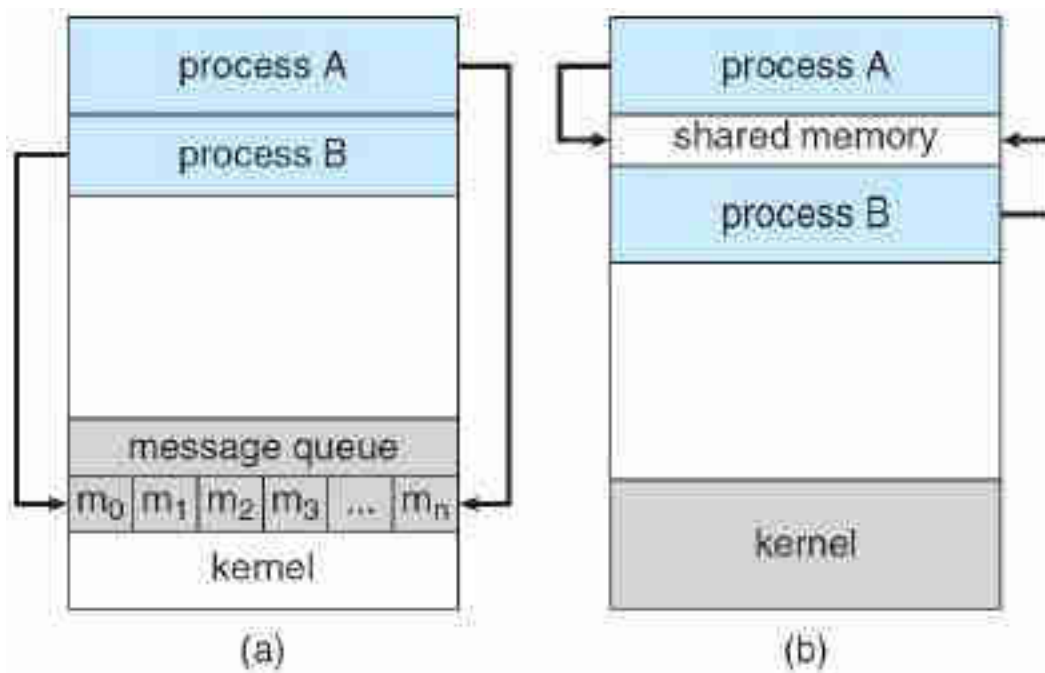 process A
process B
message queue
m₀ m₁ m₂ m₃ ... mₙ
kernel
(a)
process A
shared memory
process B
kernel
(b)